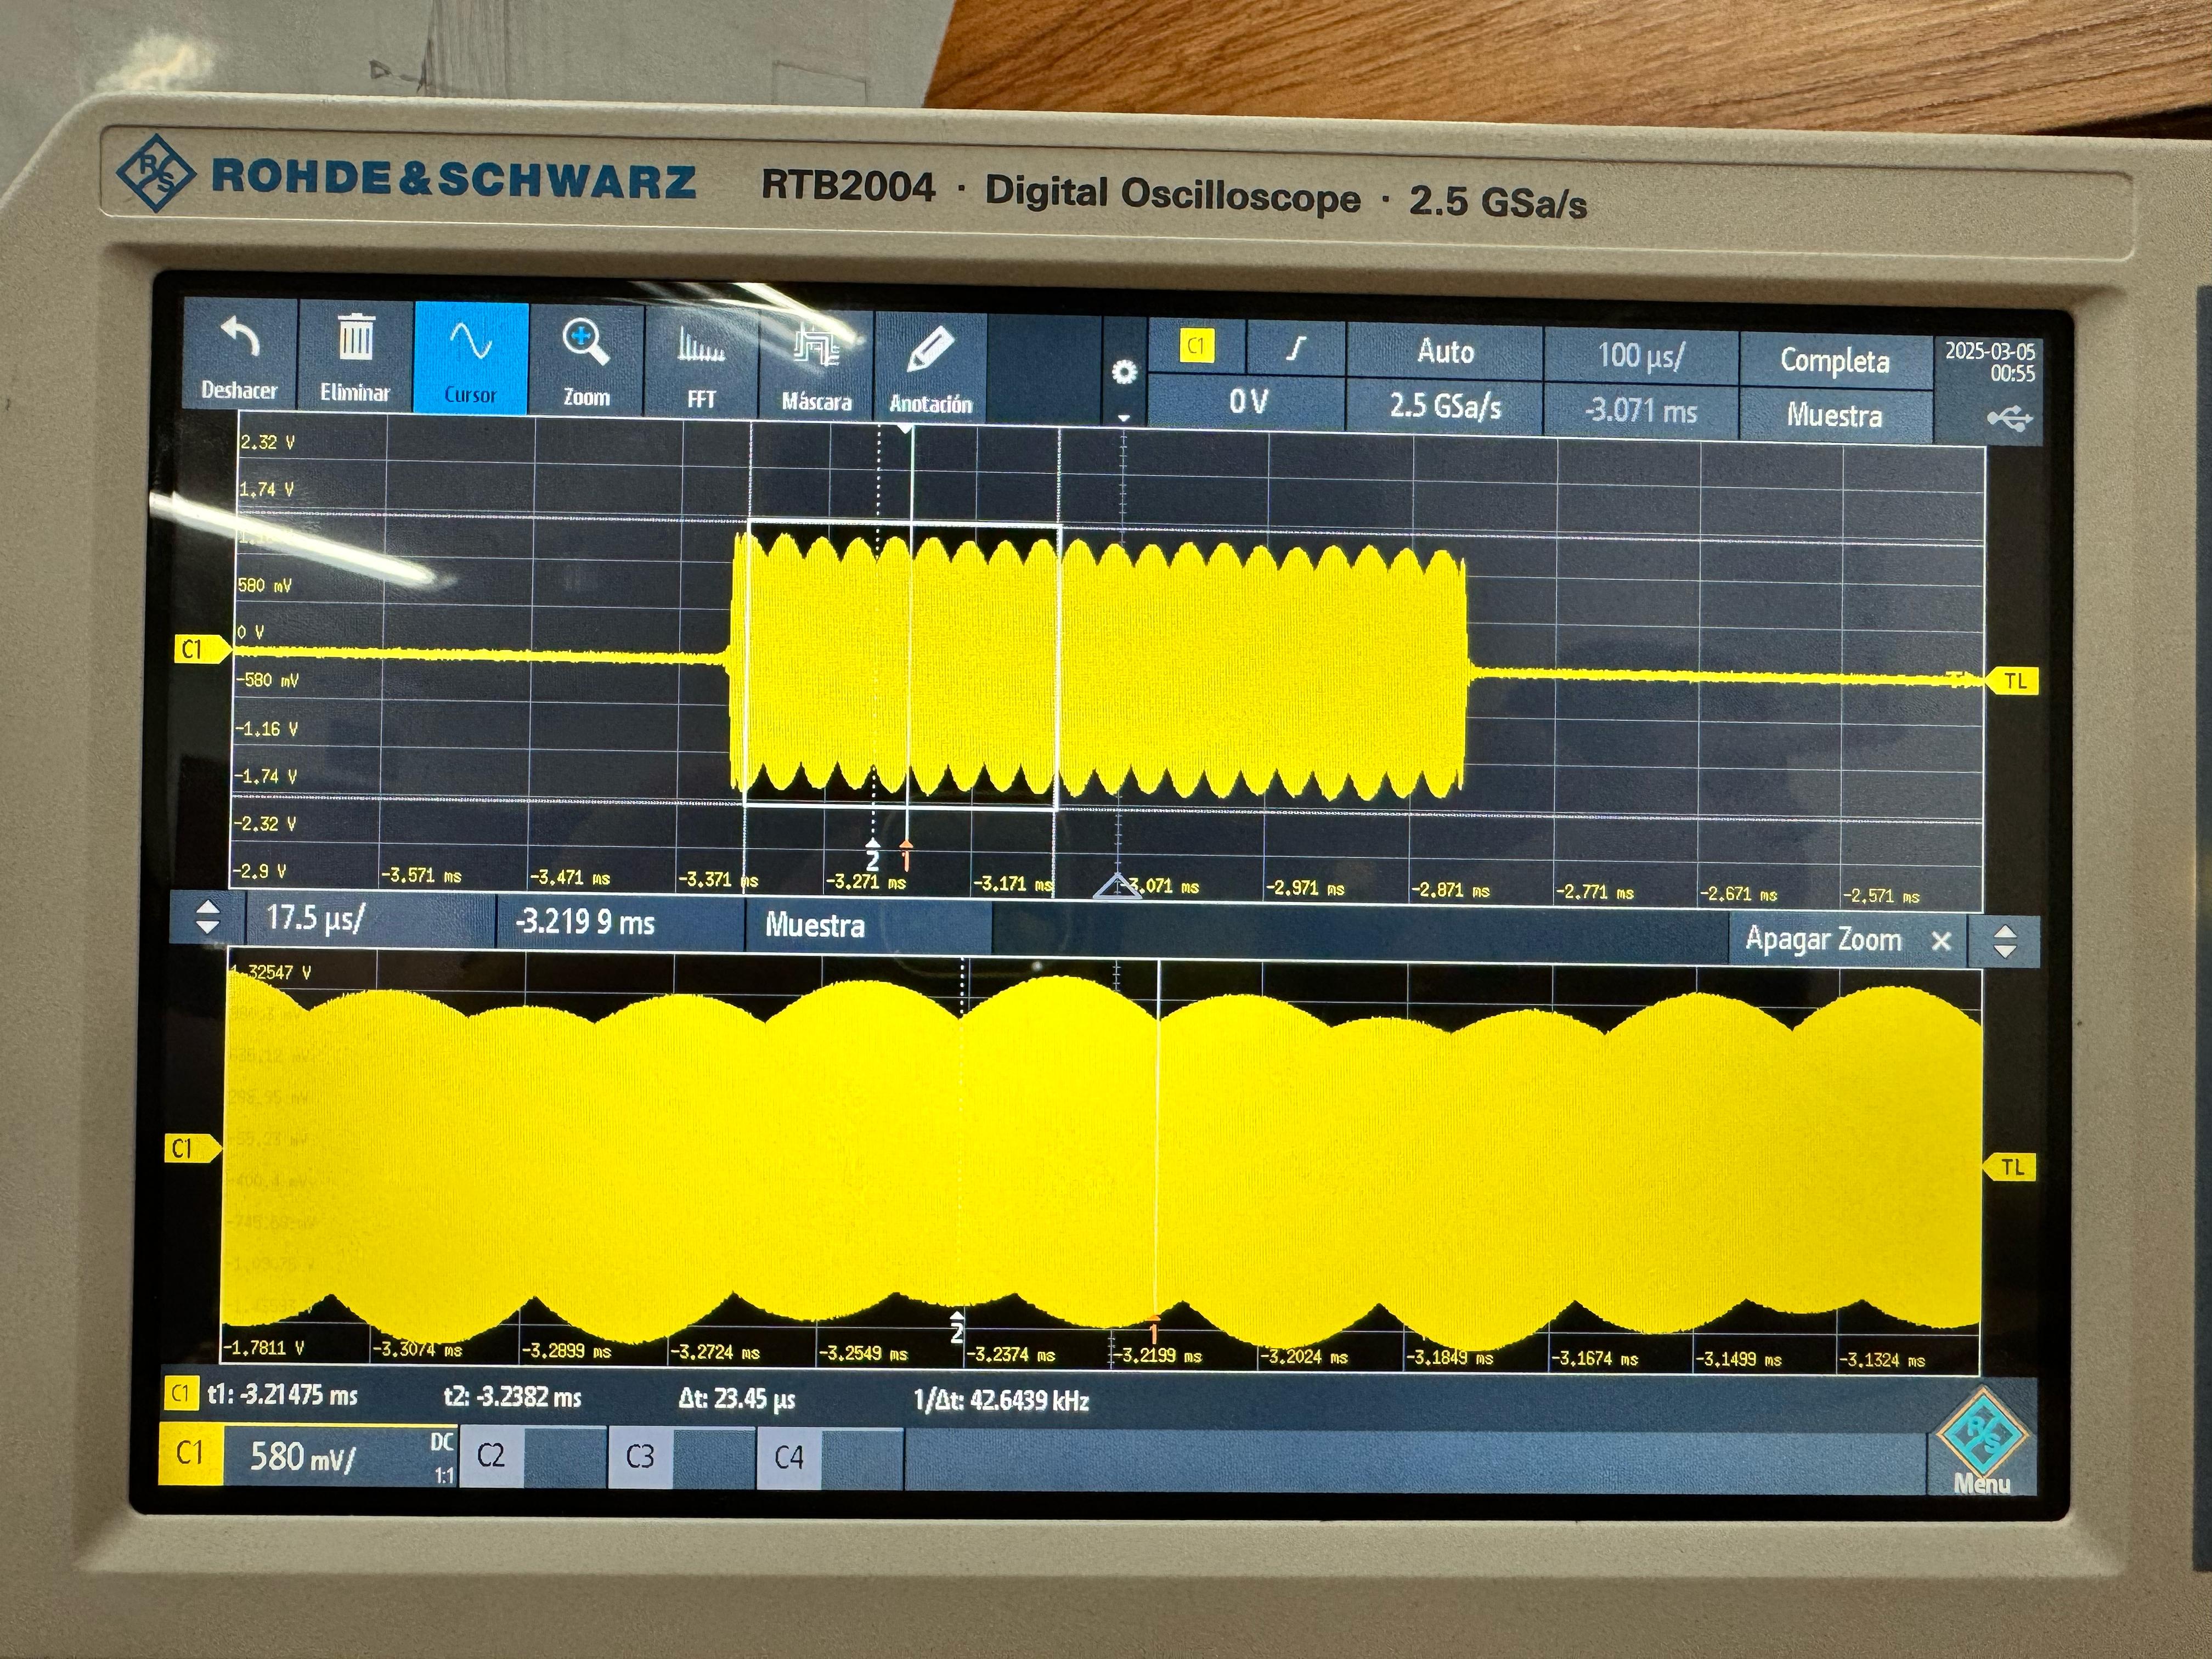 ROHDE&SCHWARZ RTB2004 · Digital Oscilloscope · 2.5 GSa/s
Deshacer Eliminar Cursor Zoom FFT Máscara Anotación
C1 Auto 100 µs/ Completa 2025-03-05
0 V 2.5 GSa/s -3.071 ms Muestra 00:55
2.32 V
1.74 V
580 mV
0 V
C1
-580 mV
TL
-1.16 V
-1.74 V
-2.32 V
2 1
-2.9 V -3.571 ms -3.471 ms -3.371 ms -3.271 ms -3.171 ms -3.071 ms -2.971 ms -2.871 ms -2.771 ms -2.671 ms -2.571 ms
17.5 µs/ -3.219 9 ms Muestra Apagar Zoom ×
1.32547 V
298.95 mV
C1
TL
2 1
-1.7811 V -3.3074 ms -3.2899 ms -3.2724 ms -3.2549 ms -3.2374 ms -3.2199 ms -3.2024 ms -3.1849 ms -3.1674 ms -3.1499 ms -3.1324 ms
C1 t1: -3.21475 ms t2: -3.2382 ms Δt: 23.45 µs 1/Δt: 42.6439 kHz
C1 580 mV/ DC 1:1 C2 C3 C4 Menu